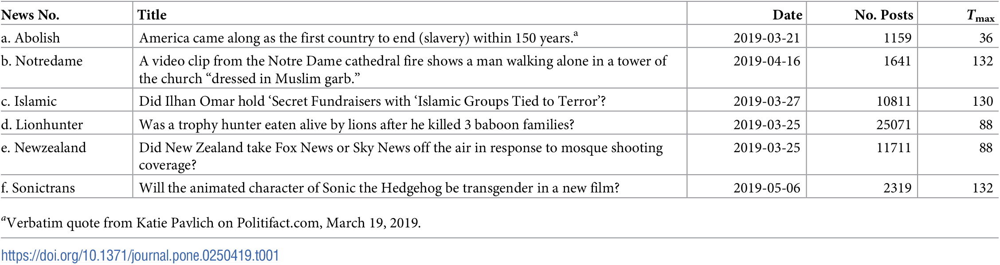 News No. Title Date No. Posts Tmax
a. Abolish America came along as the first country to end (slavery) within 150 years.a 2019-03-21 1159 36
b. Notredame A video clip from the Notre Dame cathedral fire shows a man walking alone in a tower of 2019-04-16 1641 132
the church “dressed in Muslim garb.”
c. Islamic Did Ilhan Omar hold ‘Secret Fundraisers with ‘Islamic Groups Tied to Terror’? 2019-03-27 10811 130
d. Lionhunter Was a trophy hunter eaten alive by lions after he killed 3 baboon families? 2019-03-25 25071 88
e. Newzealand Did New Zealand take Fox News or Sky News off the air in response to mosque shooting 2019-03-25 11711 88
coverage?
f. Sonictrans Will the animated character of Sonic the Hedgehog be transgender in a new film? 2019-05-06 2319 132
aVerbatim quote from Katie Pavlich on Politifact.com, March 19, 2019.
https://doi.org/10.1371/journal.pone.0250419.t001